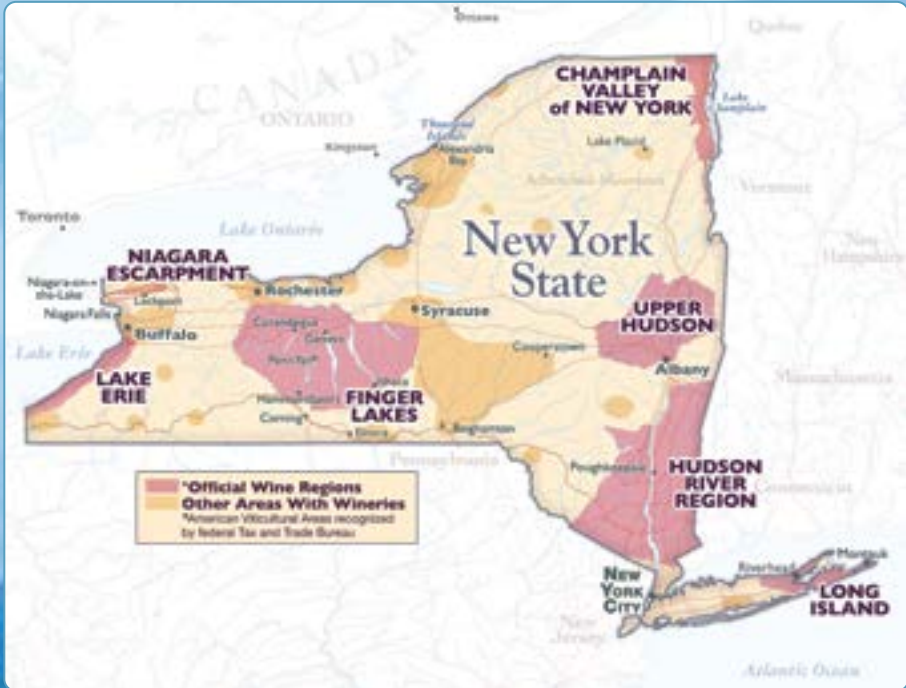 Ottawa
Quebec
CANADA
ONTARIO
CHAMPLAIN
VALLEY
of NEW YORK
Lake
Champlain
Thousand
Islands
Alexandria
Bay
Kingston
Lake Placid
Adirondack Mountains
Vermont
Toronto
Lake Ontario
New York
State
New
Hampshire
NIAGARA
ESCARPMENT
Niagara-on
the-Lake
Lockport
Rochester
Niagara Falls
Buffalo
Syracuse
UPPER
HUDSON
Canandaigua
Geneva
Penn Yan
Cooperstown
Lake Erie
Albany
LAKE
ERIE
Ithaca
Hammondsport
FINGER
LAKES
Massachusetts
Corning
Elmira
Binghamton
Pennsylvania
Poughkeepsie
HUDSON
RIVER
REGION
Connecticut
*Official Wine Regions
Other Areas With Wineries
*American Viticultural Areas recognized
by federal Tax and Trade Bureau
NEW
YORK
CITY
Riverhead
Montauk
LONG
ISLAND
New
Jersey
Atlantic Ocean